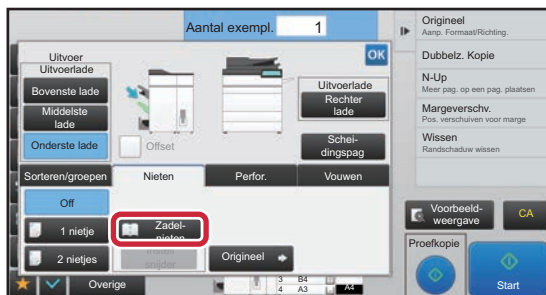 Aantal exempl. 1
OK
Uitvoer
Uitvoerlade
Bovenste lade
Middelste
lade
Onderste lade
Offset
Uitvoerlade
Rechter
lade
Schei-
dingspag
Sorteren/groepen
Nieten
Perfor.
Vouwen
Off
1 nietje
2 nietjes
Zadel-
nieten
Instell
snijder
Origineel
Overige
3 B4
4 A3
A4
Origineel
Aanp. Formaat/Richting.
Dubbelz. Kopie
N-Up
Meer pag. op een pag. plaatsen
Margeverschv.
Pos. verschuiven voor marge
Wissen
Randschaduw wissen
Voorbeeld-
weergave
CA
Proefkopie
Start